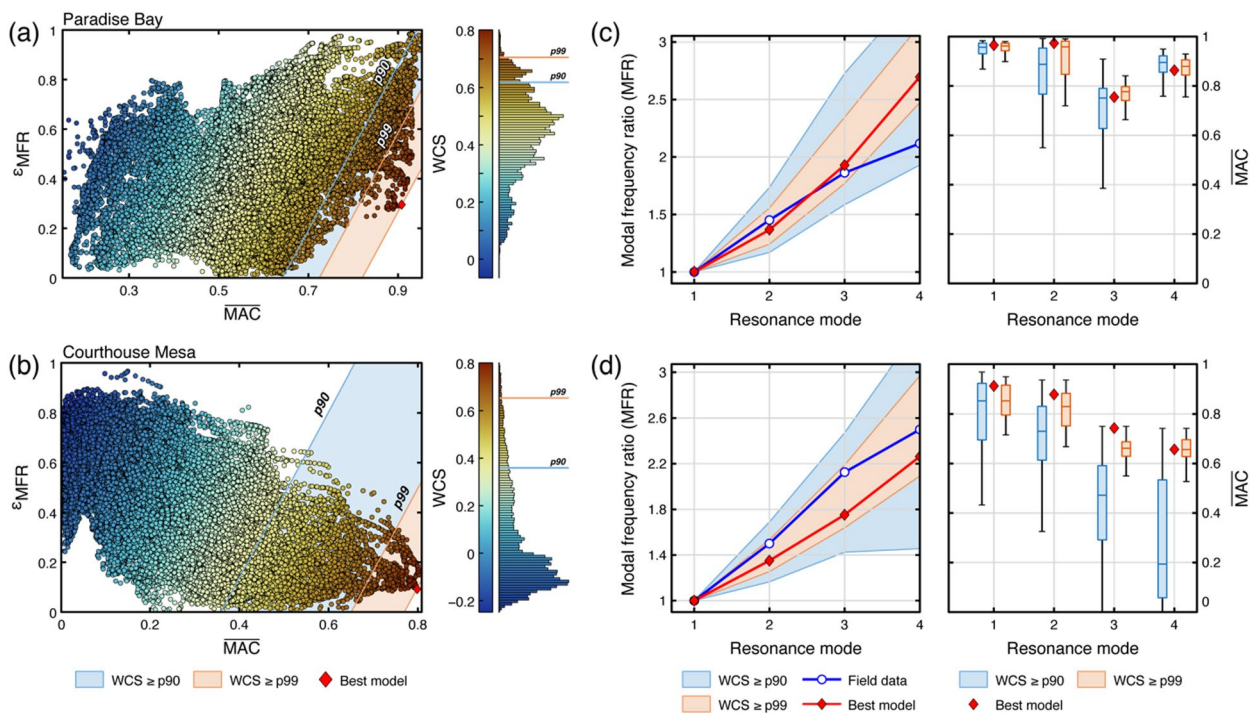 (a)
Paradise Bay
1
0.8
0.6
0.4
0.2
0
εMFR
0.3
0.5
0.7
0.9
MAC
p90
p99
WCS
0.8
0.6
0.4
0.2
0
p99
p90
(b)
Courthouse Mesa
1
0.8
0.6
0.4
0.2
0
εMFR
0
0.2
0.4
0.6
0.8
MAC
p90
p99
WCS
0.8
0.6
0.4
0.2
0
−0.2
p99
p90
WCS ≥ p90
WCS ≥ p99
Best model
(c)
Modal frequency ratio (MFR)
3
2.5
2
1.5
1
1
2
3
4
Resonance mode
1
0.8
0.6
0.4
0.2
0
MAC
1
2
3
4
Resonance mode
(d)
Modal frequency ratio (MFR)
3
2.6
2.2
1.8
1.4
1
1
2
3
4
Resonance mode
1
0.8
0.6
0.4
0.2
0
MAC
1
2
3
4
Resonance mode
WCS ≥ p90
Field data
WCS ≥ p99
Best model
WCS ≥ p90
WCS ≥ p99
Best model